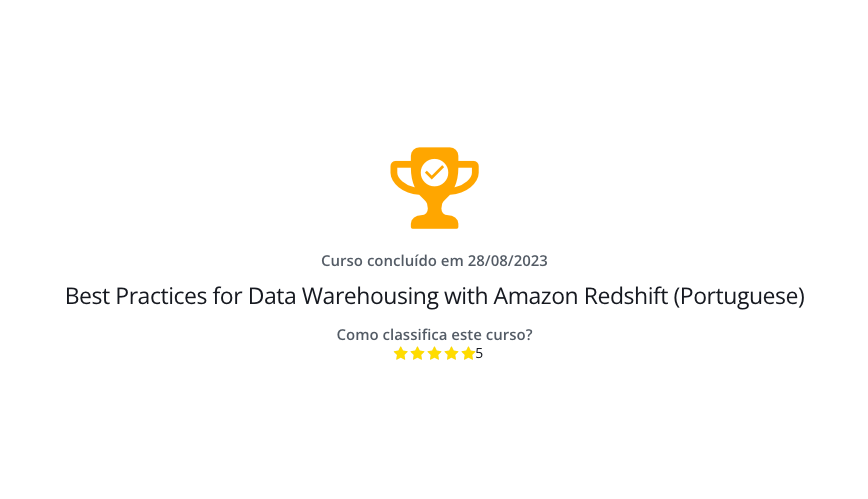 Curso concluído em 28/08/2023
Best Practices for Data Warehousing with Amazon Redshift (Portuguese)
Como classifica este curso?
5